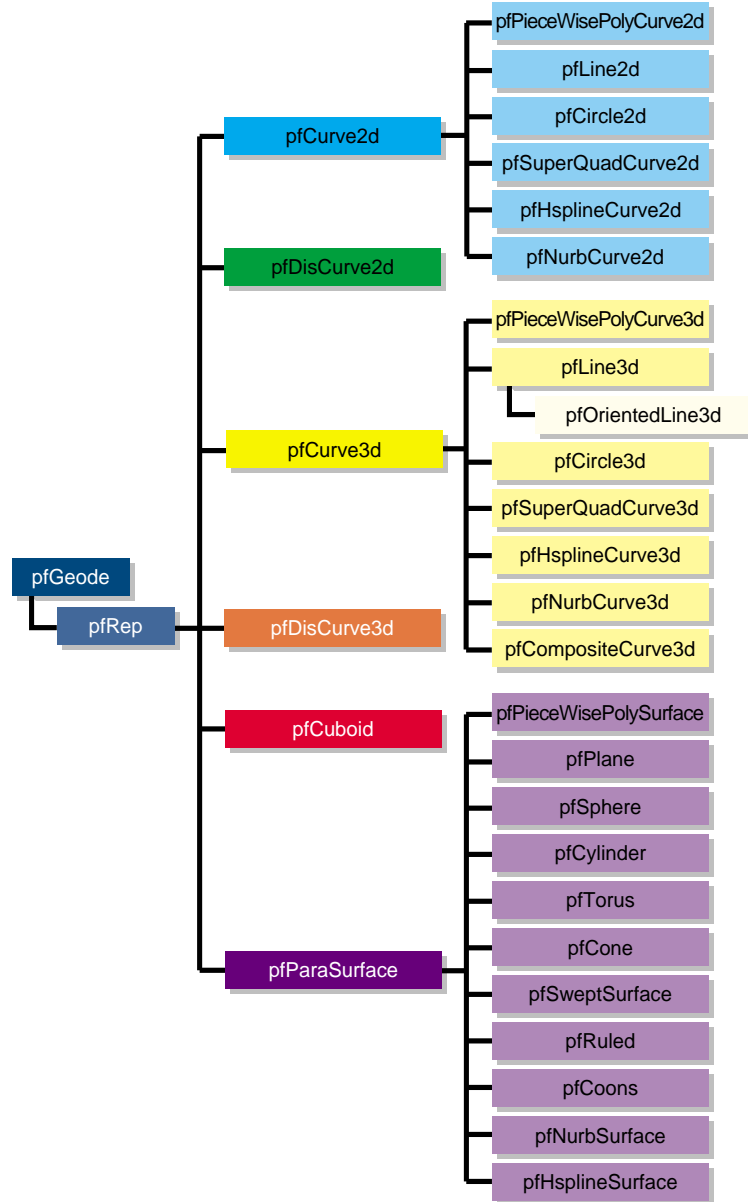 pfPieceWisePolyCurve2d
pfLine2d
pfCircle2d
pfCurve2d
pfSuperQuadCurve2d
pfHsplineCurve2d
pfNurbCurve2d
pfDisCurve2d
pfPieceWisePolyCurve3d
pfLine3d
pfOrientedLine3d
pfCurve3d
pfCircle3d
pfSuperQuadCurve3d
pfHsplineCurve3d
pfGeode
pfNurbCurve3d
pfRep
pfDisCurve3d
pfCompositeCurve3d
pfPieceWisePolySurface
pfCuboid
pfPlane
pfSphere
pfCylinder
pfTorus
pfCone
pfParaSurface
pfSweptSurface
pfRuled
pfCoons
pfNurbSurface
pfHsplineSurface